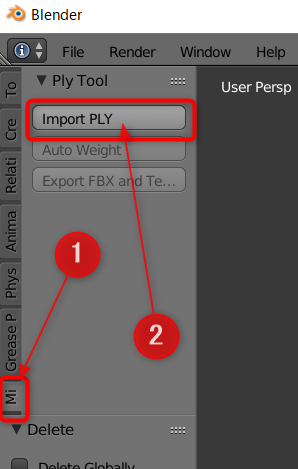 Blender
File Render Window Help
Ply Tool
User Persp
Import PLY
Auto Weight
Export FBX and Te...
To
Cre
Relati
Anima
Phys
Grease P
Mi
1
2
Delete
Delete Globally